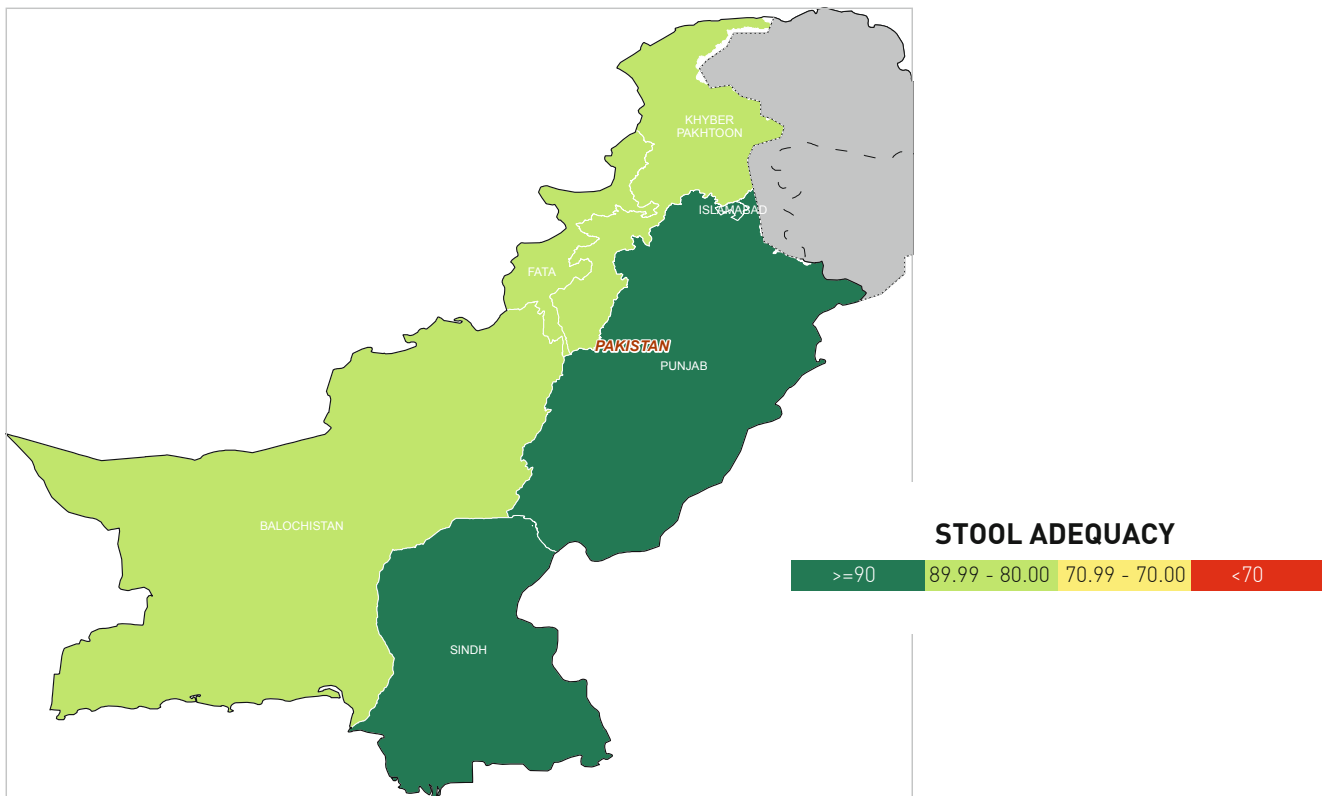 KHYBER
PAKHTOON
ISLAMABAD
FATA
PAKISTAN
PUNJAB
BALOCHISTAN
SINDH
STOOL ADEQUACY
>=90 89.99 - 80.00 70.99 - 70.00 <70